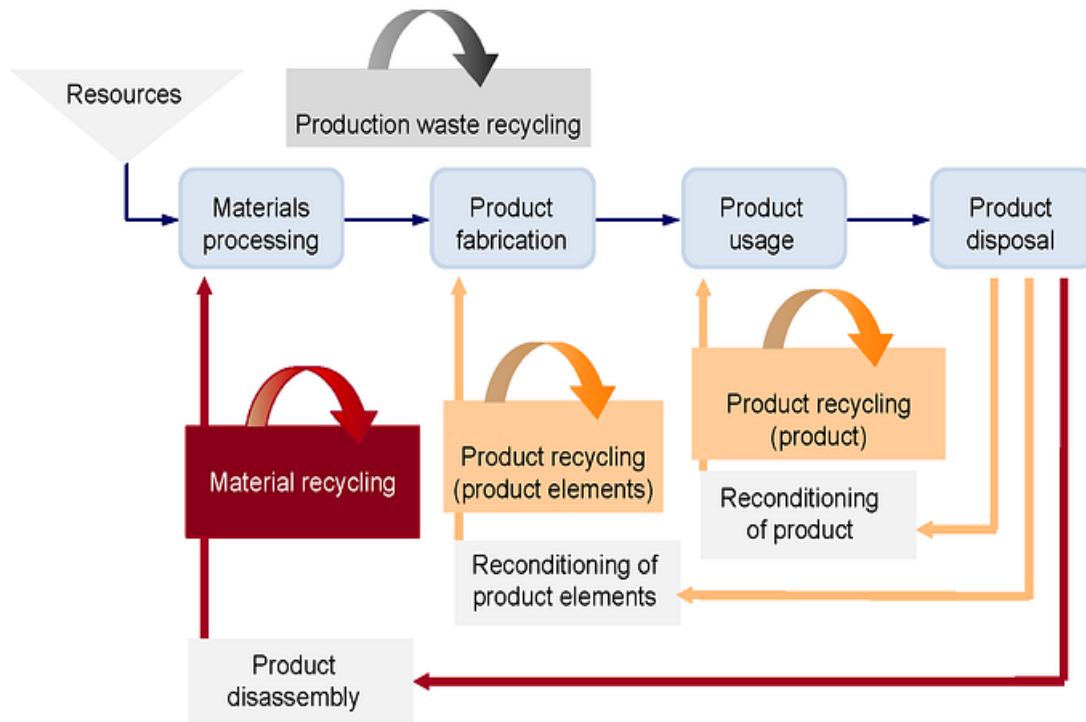 Resources
Production waste recycling
Materials
processing
Product
fabrication
Product
usage
Product
disposal
Material recycling
Product recycling
(product elements)
Product recycling
(product)
Reconditioning
of product
Reconditioning of
product elements
Product
disassembly